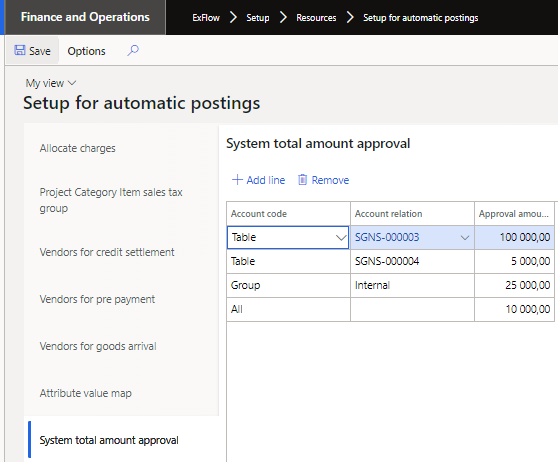 Finance and Operations
ExFlow > Setup > Resources > Setup for automatic postings
Save Options
My view
Setup for automatic postings
Allocate charges
Project Category Item sales tax
group
Vendors for credit settlement
Vendors for pre payment
Vendors for goods arrival
Attribute value map
System total amount approval
System total amount approval
+ Add line Remove
Account code Account relation Approval amou...
Table SGNS-000003 100 000,00
Table SGNS-000004 5 000,00
Group Internal 25 000,00
All 10 000,00